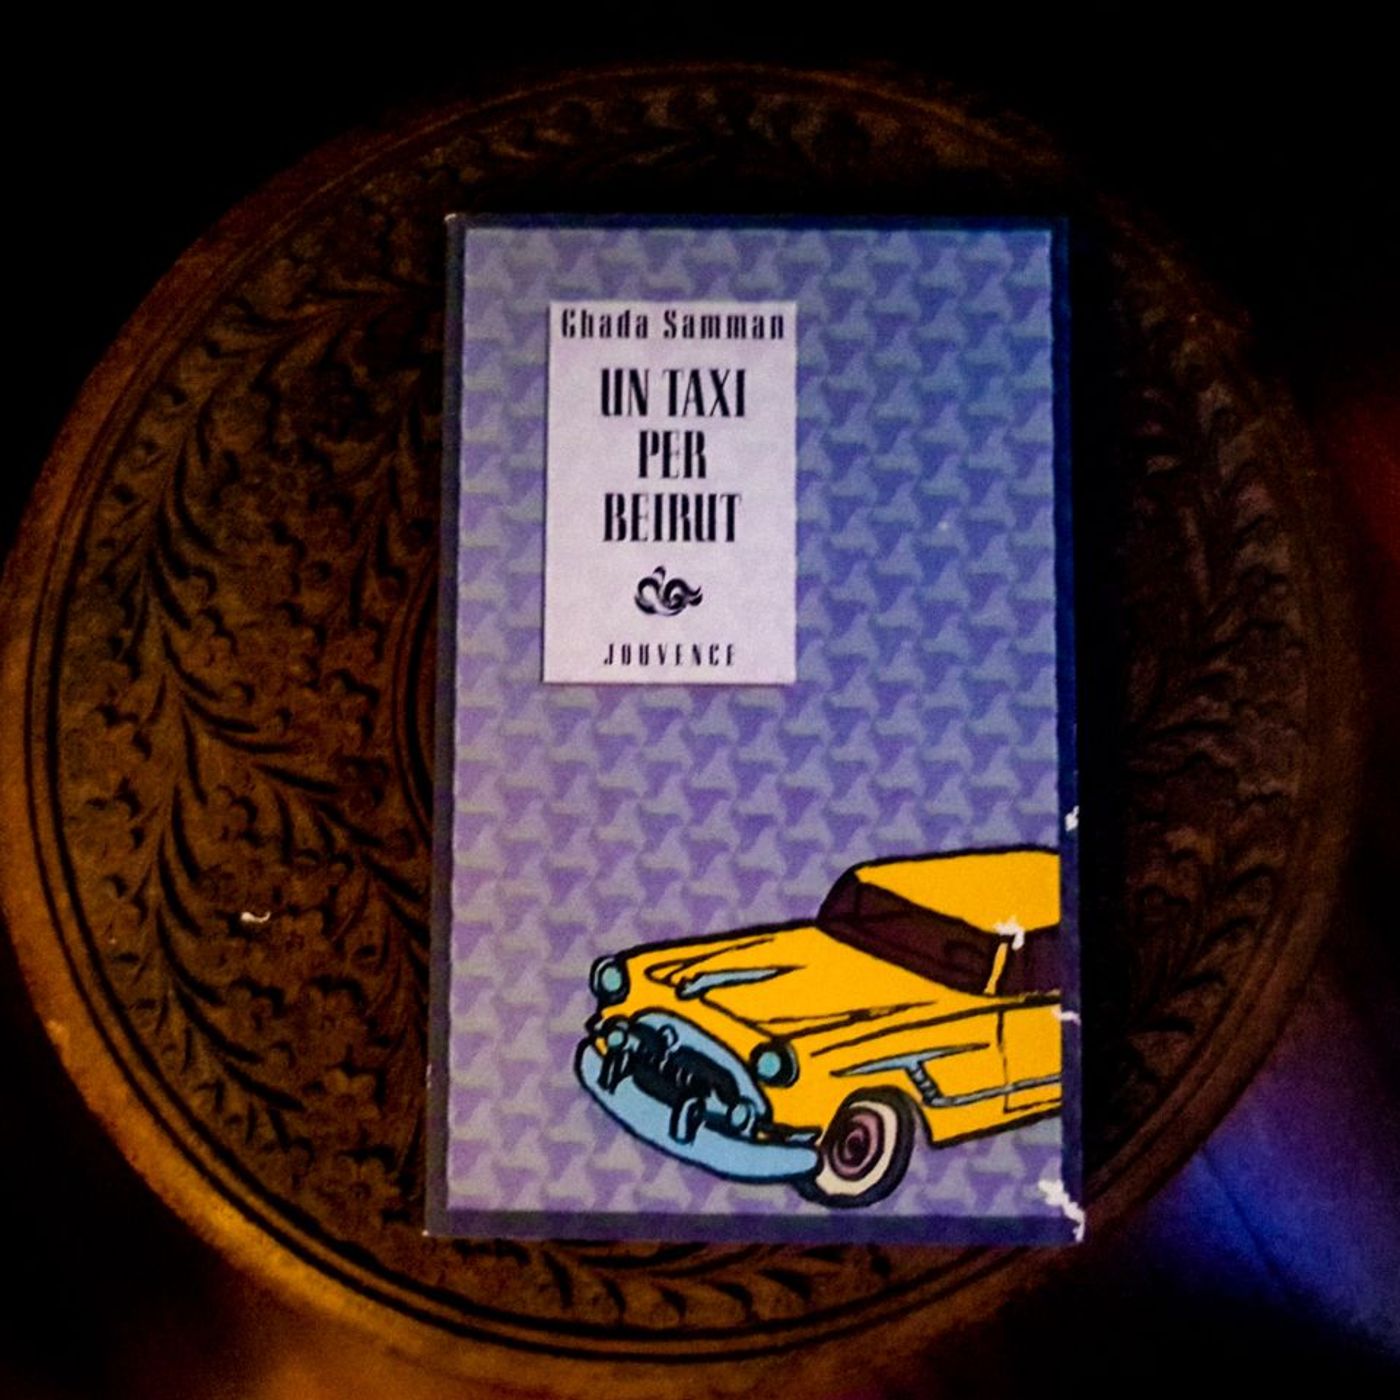 Ghada Samman
UN TAXI
PER
BEIRUT
JOUVENCE